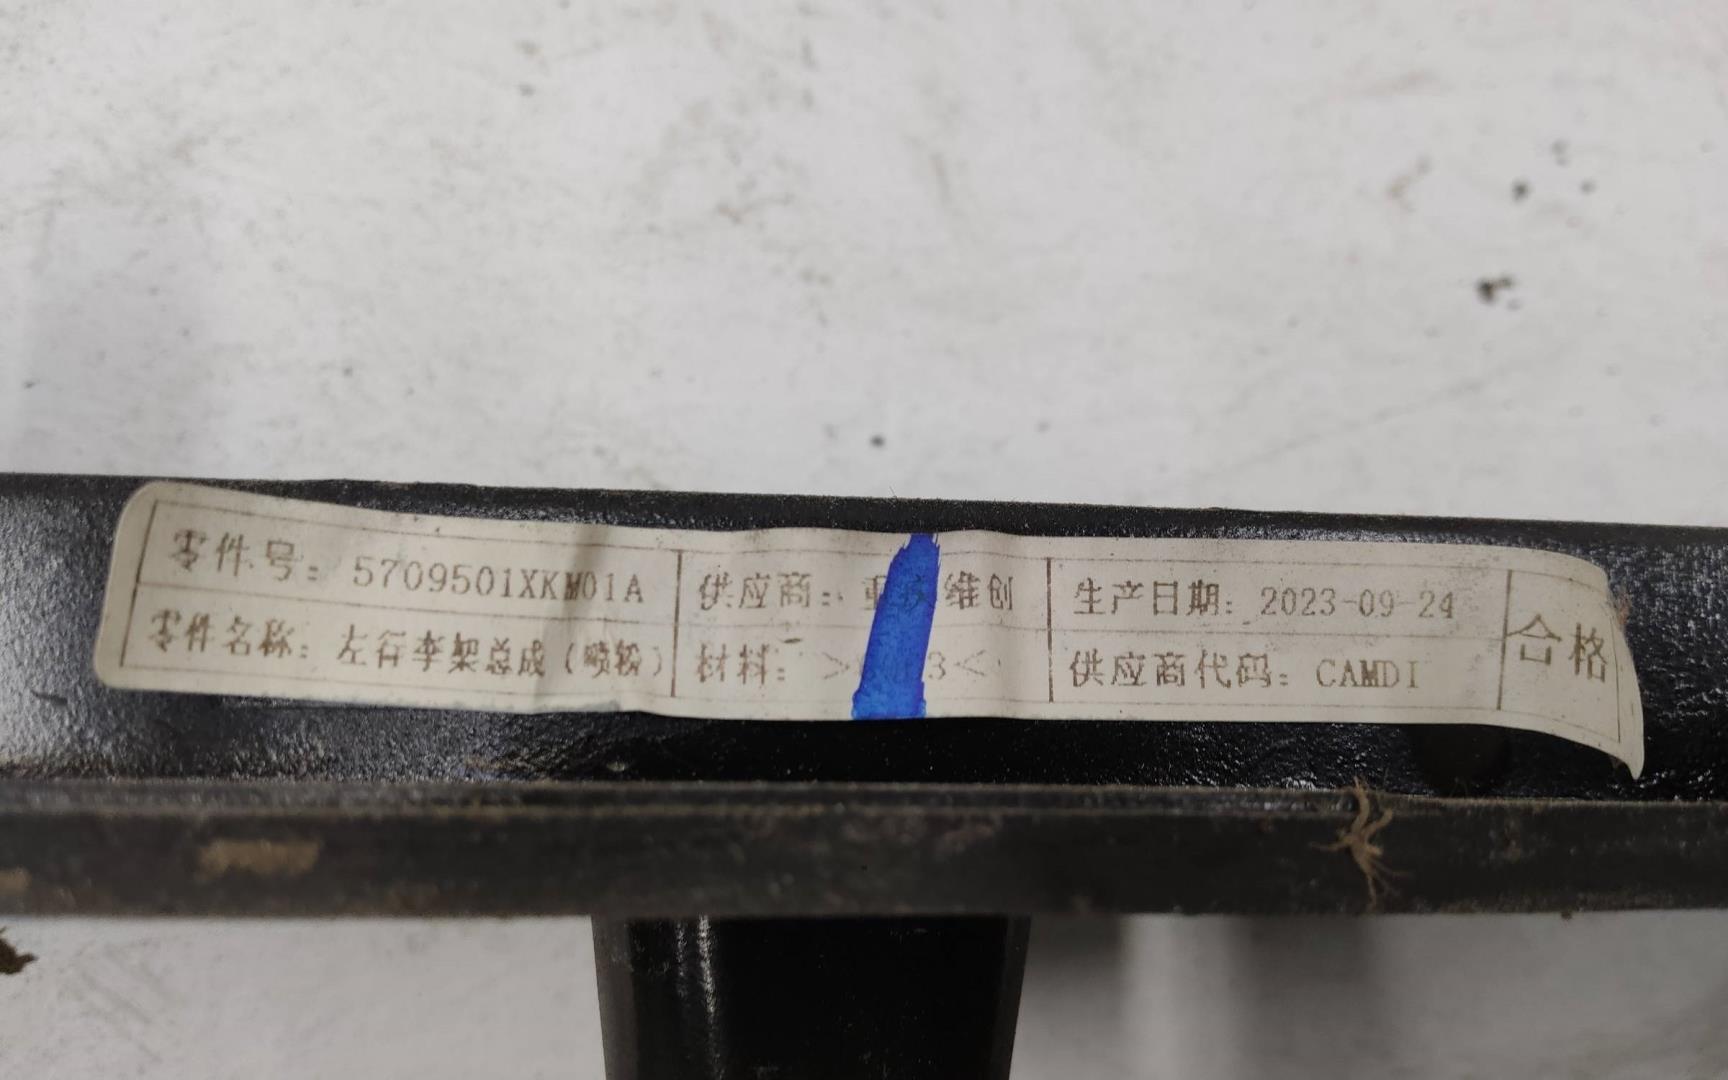 零件号：5709501XKM01A 供应商：重庆维创 生产日期：2023-09-24 合格
零件名称：左行李架总成（喷粉） 材料：> 3< 供应商代码：CAMDI